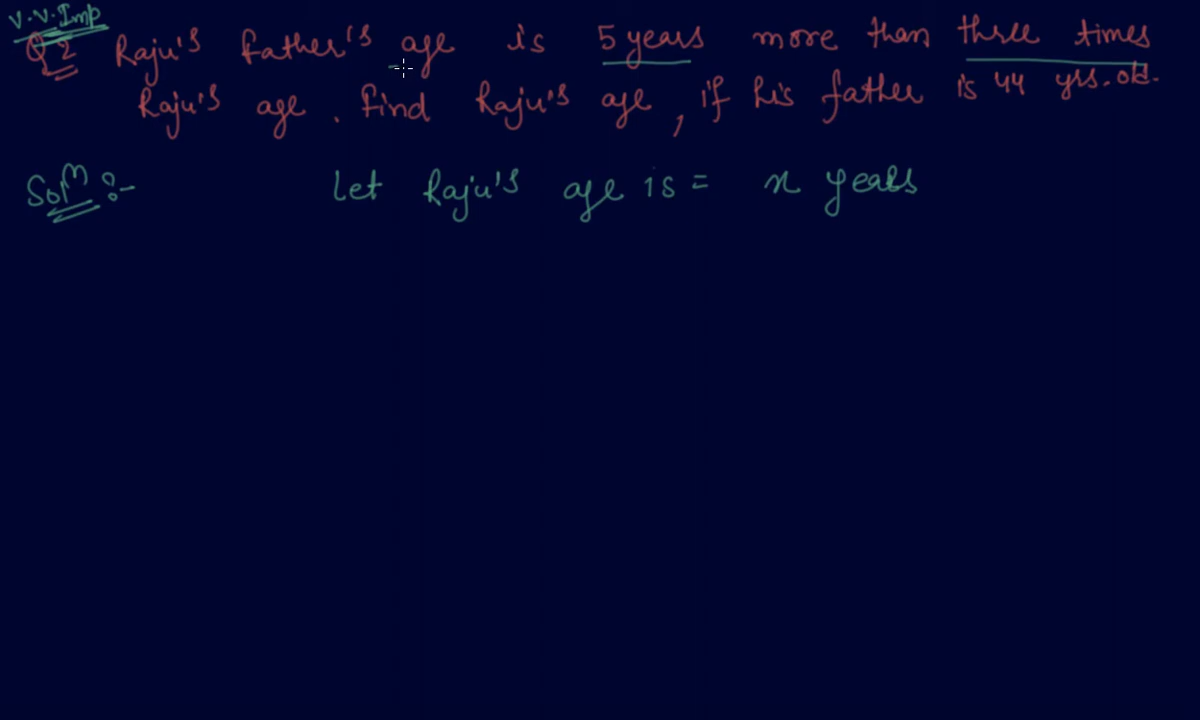 V.V.Imp
Q2 Raju's father's age is 5 years more than three times
Raju's age. Find Raju's age, if his father is 44 yrs. old.
Solⁿ :- Let Raju's age is = x years